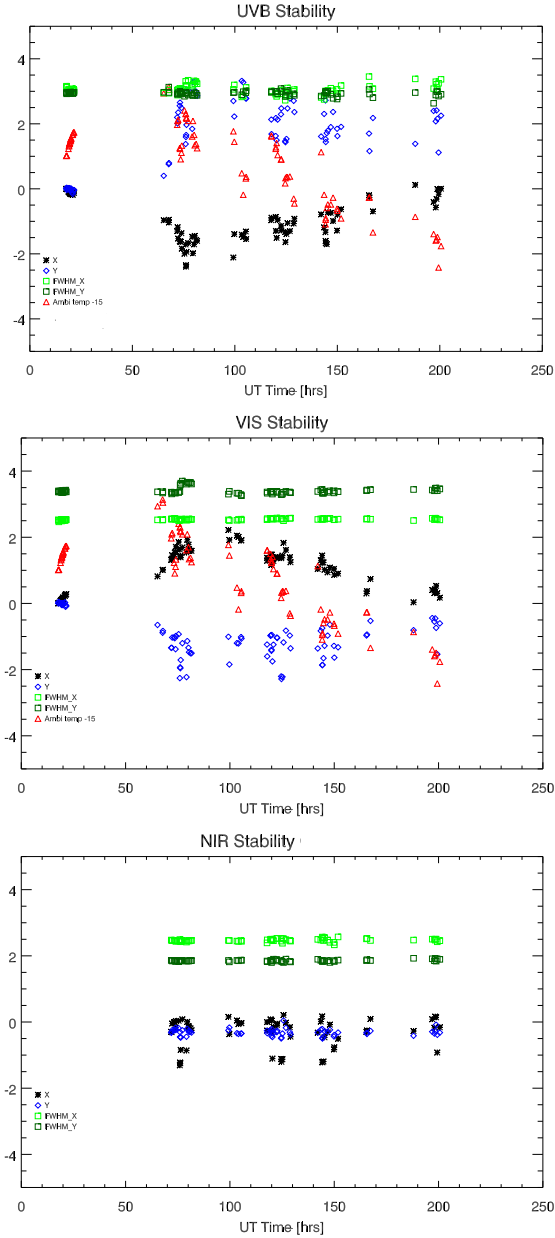 UVB Stability
4
2
0
-2
-4
X
Y
FWHM_X
FWHM_Y
Ambi temp -15
0 50 100 150 200 250
UT Time [hrs]
VIS Stability
4
2
0
-2
-4
X
Y
FWHM_X
FWHM_Y
Ambi temp -15
0 50 100 150 200 250
UT Time [hrs]
NIR Stability
4
2
0
-2
-4
X
Y
FWHM_X
FWHM_Y
0 50 100 150 200 250
UT Time [hrs]